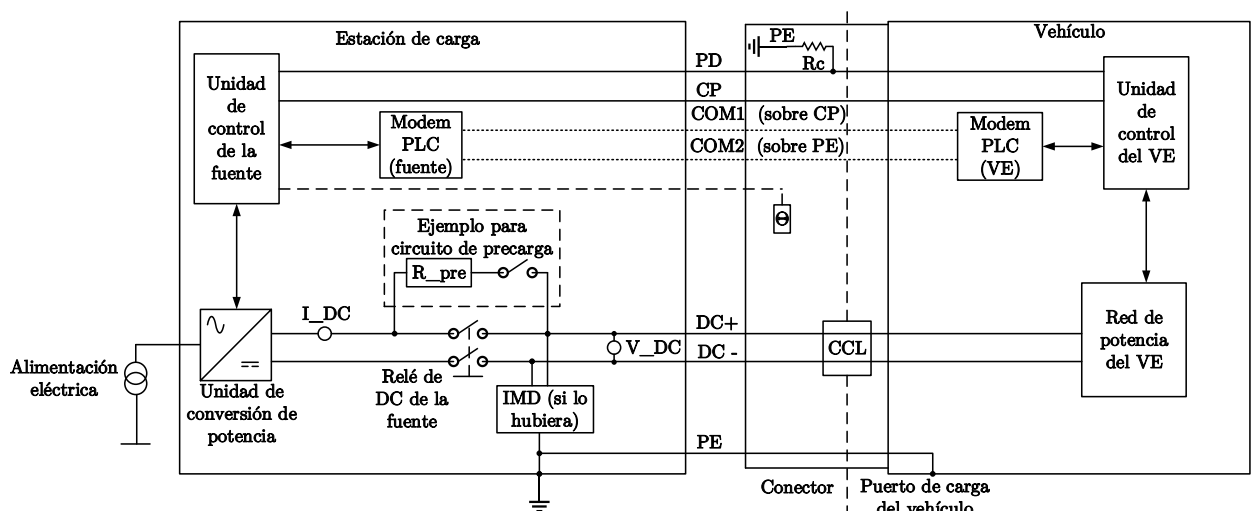 Estación de carga
Vehículo
PE
Rc
PD
CP
COM1 (sobre CP)
COM2 (sobre PE)
Unidad
de
control
de la
fuente
Modem
PLC
(fuente)
Modem
PLC
(VE)
Unidad
de
control
del VE
Θ
Ejemplo para
circuito de precarga
R_pre
I_DC
DC+
V_DC
DC -
CCL
Red de
potencia
del VE
Alimentación
eléctrica
Unidad de
conversión de
potencia
Relé de
DC de la
fuente
IMD (si lo
hubiera)
PE
Conector
Puerto de carga
del vehículo